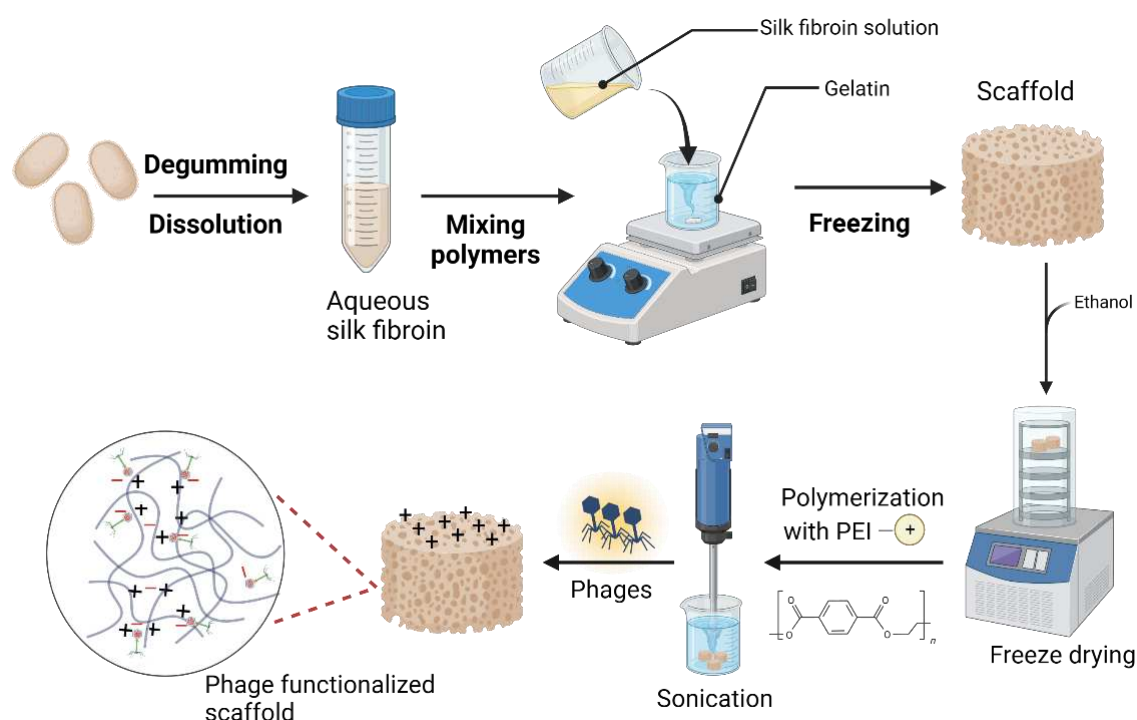 Silk fibroin solution
Gelatin
Scaffold
Degumming
Dissolution
Mixing
polymers
Freezing
Aqueous
silk fibroin
Ethanol
Freeze drying
Polymerization
with PEI
+
O
O
O
O
n
Sonication
Phages
+ + + + + + + + +
− + − + + − + − + − − + − + − + +
Phage functionalized
scaffold